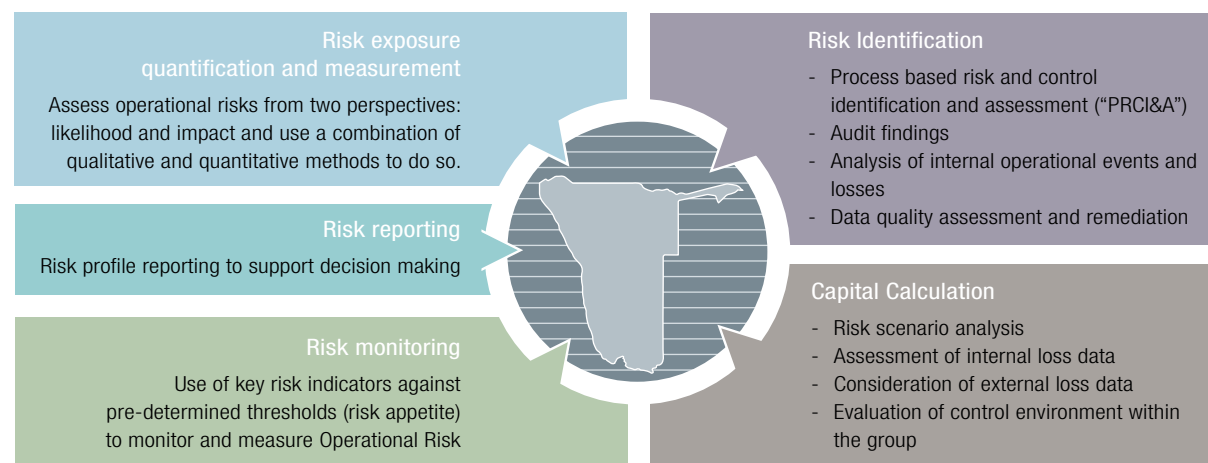 Risk exposure
quantification and measurement
Assess operational risks from two perspectives:
likelihood and impact and use a combination of
qualitative and quantitative methods to do so.
Risk reporting
Risk profile reporting to support decision making
Risk monitoring
Use of key risk indicators against
pre-determined thresholds (risk appetite)
to monitor and measure Operational Risk
Risk Identification
- Process based risk and control
identification and assessment (“PRCI&A”)
- Audit findings
- Analysis of internal operational events and
losses
- Data quality assessment and remediation
Capital Calculation
- Risk scenario analysis
- Assessment of internal loss data
- Consideration of external loss data
- Evaluation of control environment within
the group